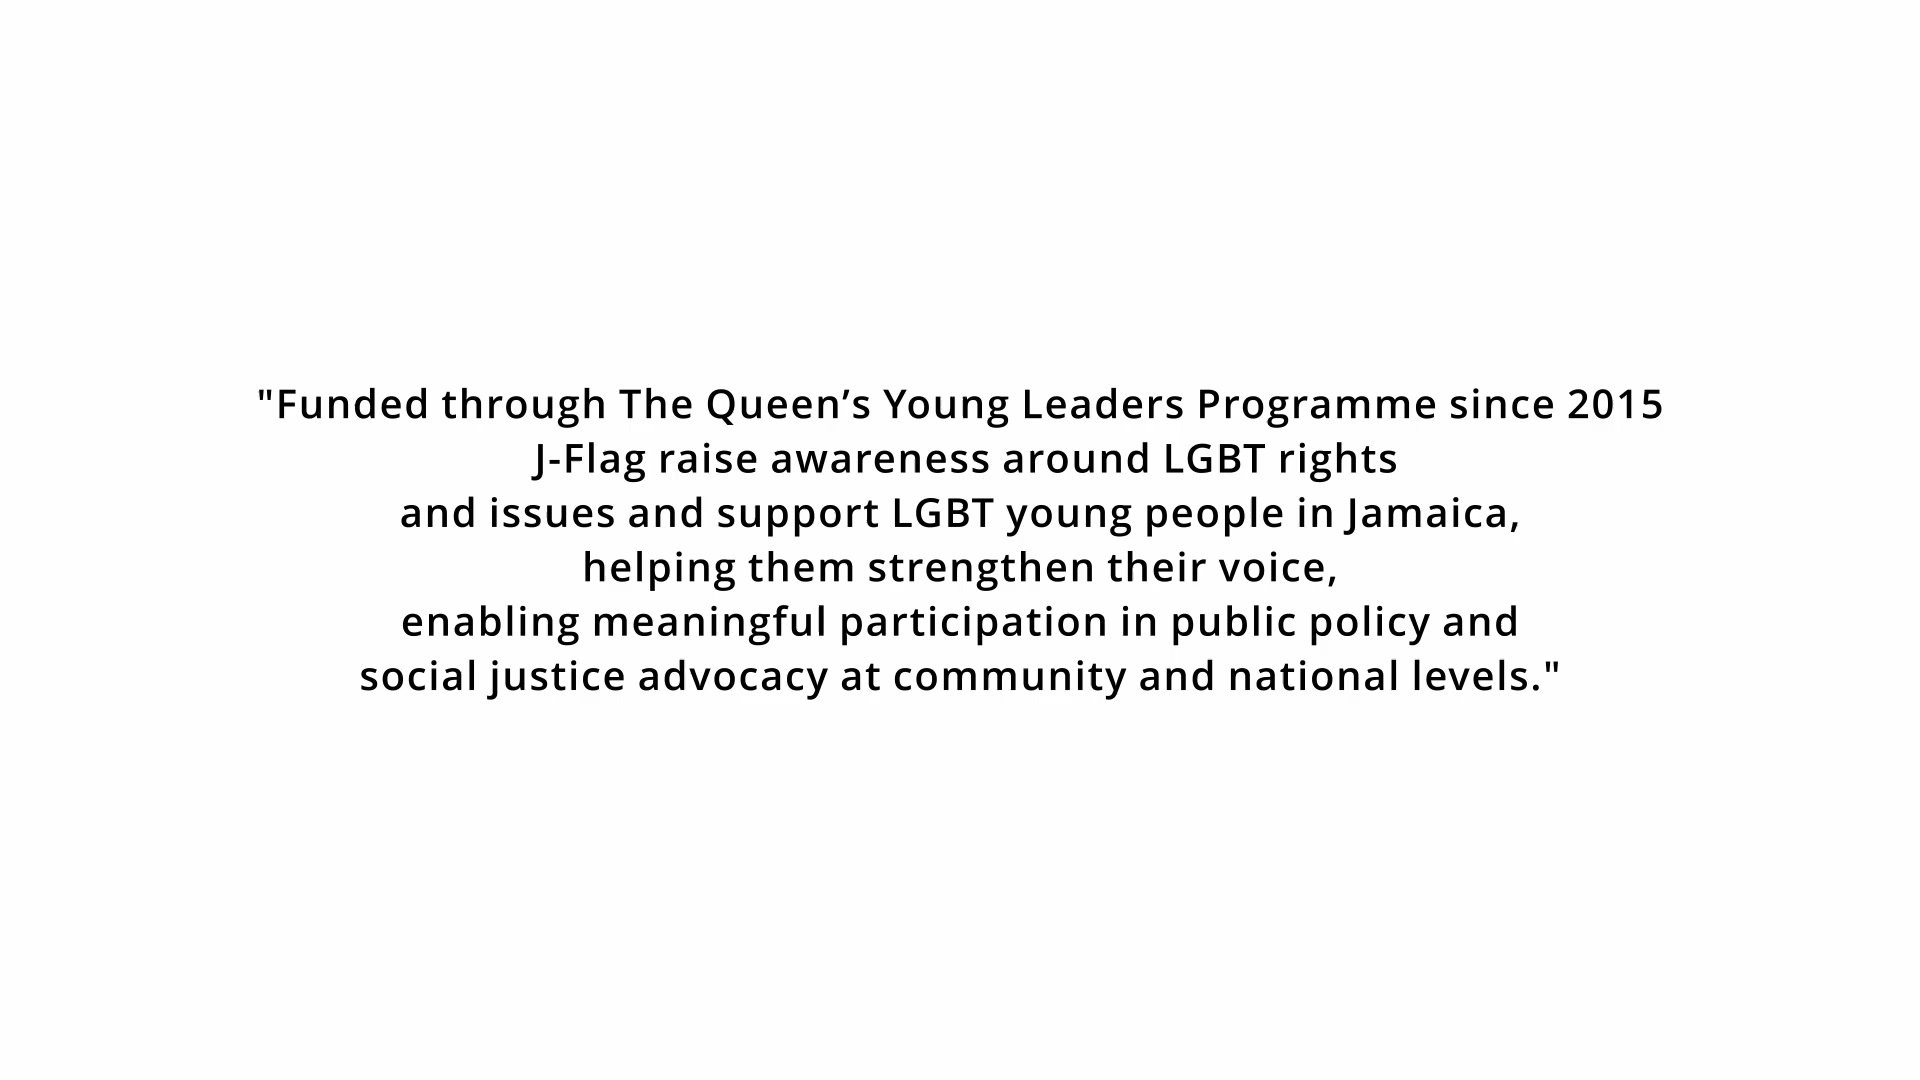 "Funded through The Queen’s Young Leaders Programme since 2015
J-Flag raise awareness around LGBT rights
and issues and support LGBT young people in Jamaica,
helping them strengthen their voice,
enabling meaningful participation in public policy and
social justice advocacy at community and national levels."